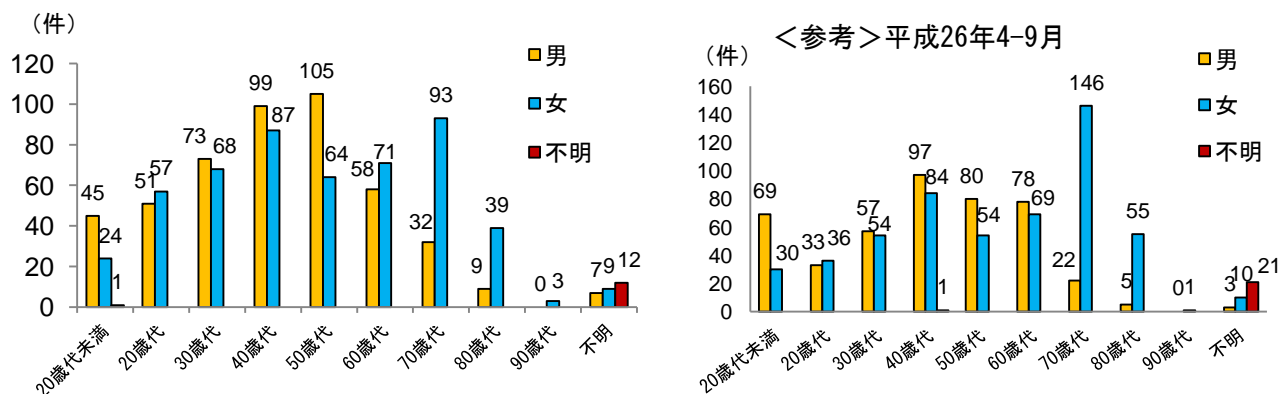 （件）
男
女
不明
120
100
80
60
40
20
0
45
24
1
51
57
73
68
99
87
105
64
58
71
32
93
9
39
0
3
7
9
12
20歳代未満
20歳代
30歳代
40歳代
50歳代
60歳代
70歳代
80歳代
90歳代
不明
＜参考＞平成26年4-9月
（件）
男
女
不明
160
140
120
100
80
60
40
20
0
69
30
33
36
57
54
97
84
1
80
54
78
69
22
146
5
55
0
1
3
10
21
20歳代未満
20歳代
30歳代
40歳代
50歳代
60歳代
70歳代
80歳代
90歳代
不明